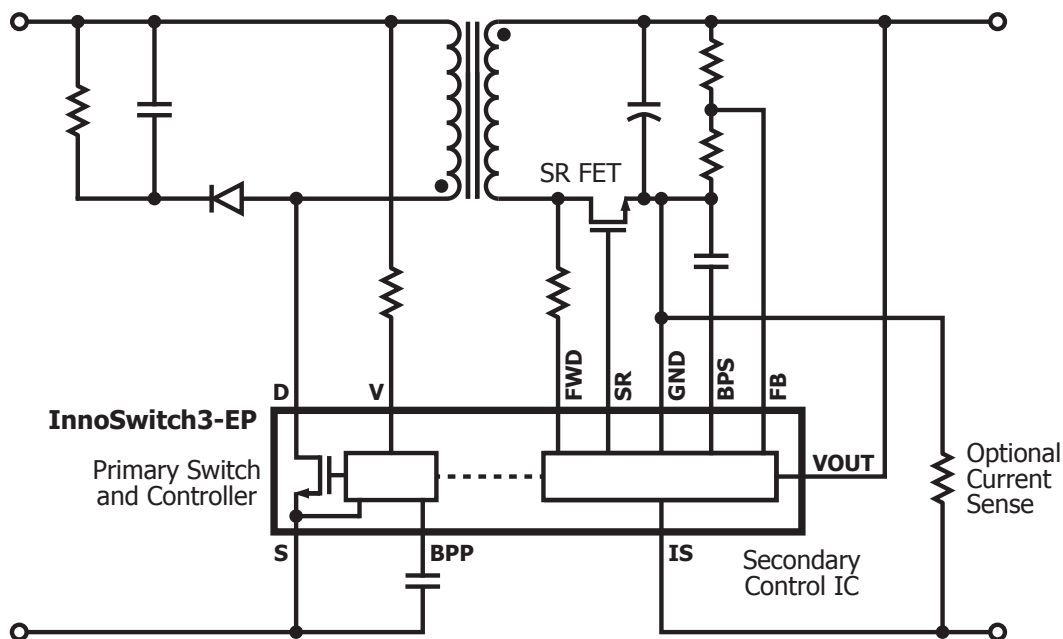 SR FET
D
V
FWD
SR
GND
BPS
FB
InnoSwitch3-EP
Primary Switch
and Controller
VOUT
Optional
Current
Sense
S
BPP
IS
Secondary
Control IC